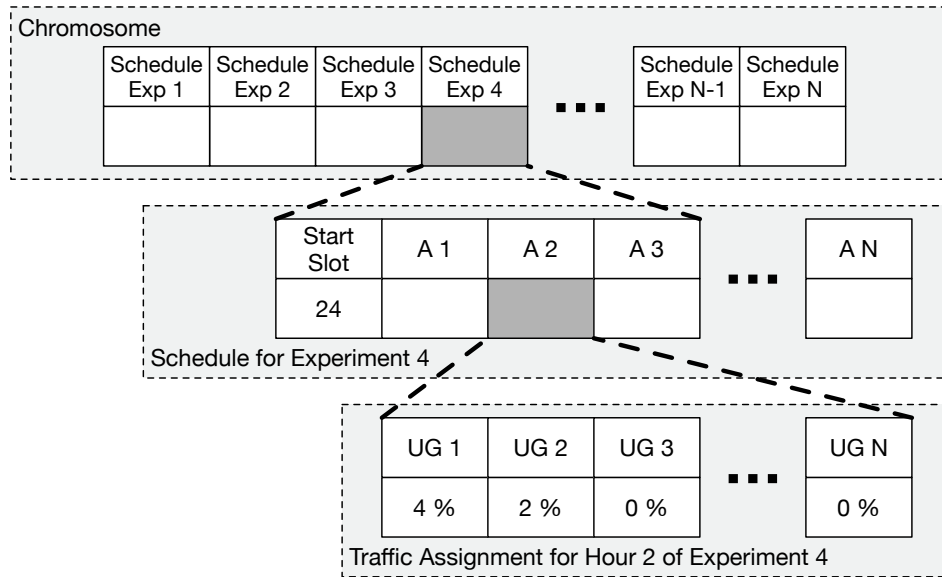 Chromosome
Schedule Exp 1
Schedule Exp 2
Schedule Exp 3
Schedule Exp 4
Schedule Exp N-1
Schedule Exp N
Start Slot
A 1
A 2
A 3
A N
24
Schedule for Experiment 4
UG 1
UG 2
UG 3
UG N
4 %
2 %
0 %
0 %
Traffic Assignment for Hour 2 of Experiment 4